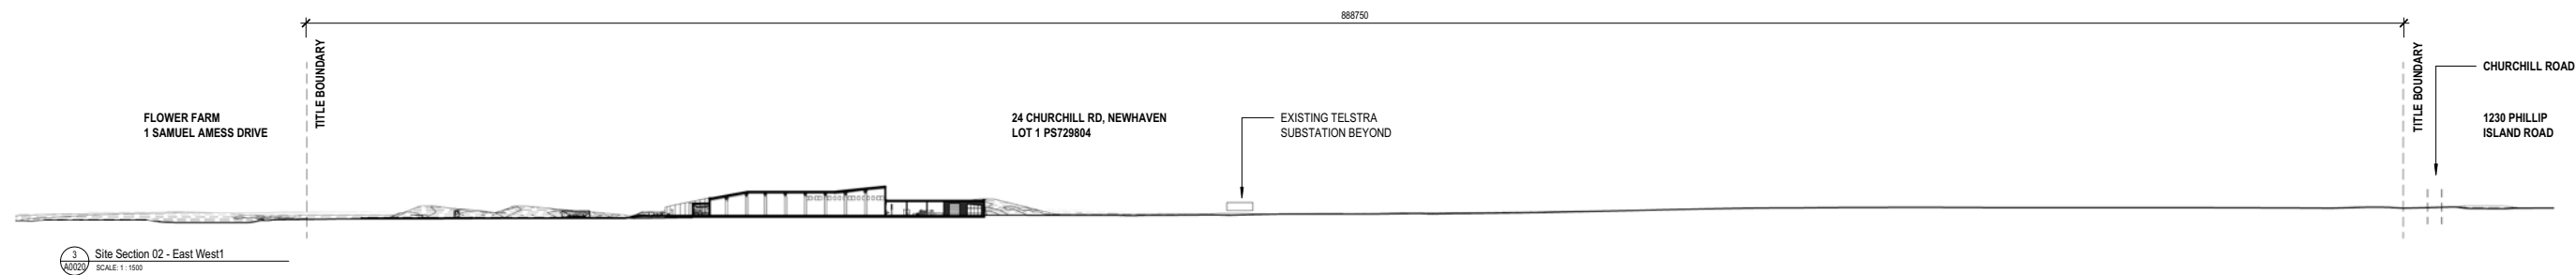 888750
TITLE BOUNDARY
TITLE BOUNDARY
CHURCHILL ROAD
FLOWER FARM
1 SAMUEL AMESS DRIVE
24 CHURCHILL RD, NEWHAVEN
LOT 1 PS729804
EXISTING TELSTRA
SUBSTATION BEYOND
1230 PHILLIP
ISLAND ROAD
3
A0020
Site Section 02 - East West1
SCALE: 1 : 1500